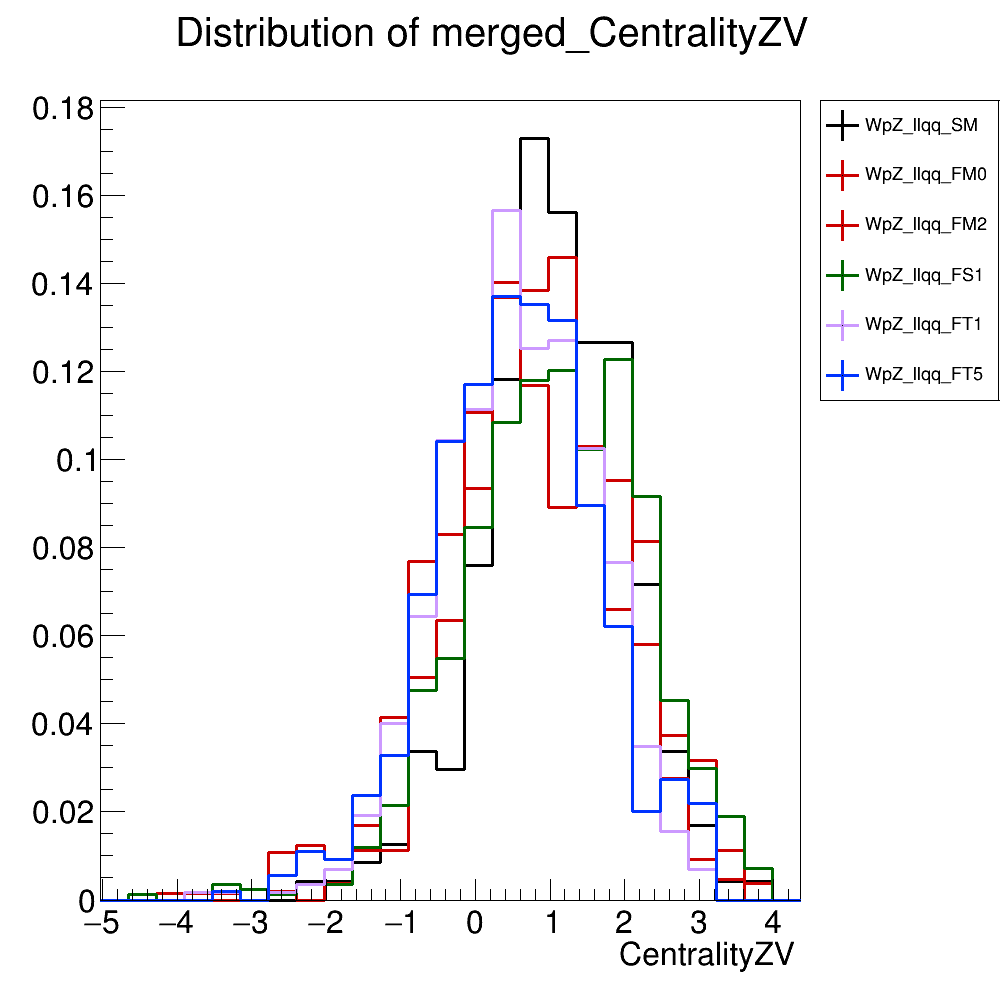 Distribution of merged_CentralityZV
0.18
0.16
0.14
0.12
0.1
0.08
0.06
0.04
0.02
0
−5
−4
−3
−2
−1
0
1
2
3
4
CentralityZV
WpZ_llqq_SM
WpZ_llqq_FM0
WpZ_llqq_FM2
WpZ_llqq_FS1
WpZ_llqq_FT1
WpZ_llqq_FT5